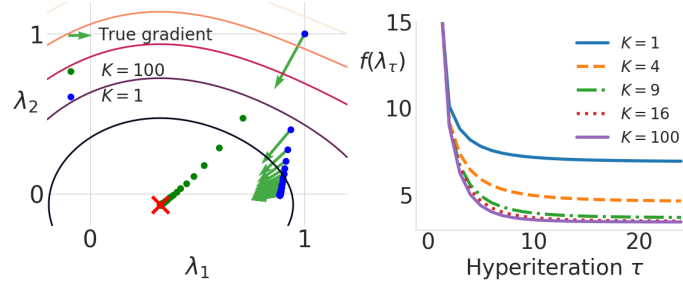 1
True gradient
K = 100
K = 1
λ₂
0
0
1
λ₁
15
f(λ_τ)
10
5
K = 1
K = 4
K = 9
K = 16
K = 100
0
10
20
Hyperiteration τ